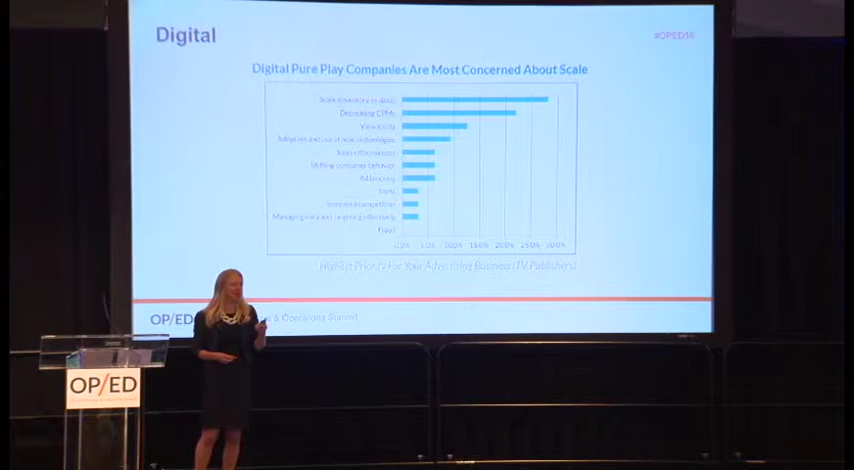 Digital
#OPED16
Digital Pure Play Companies Are Most Concerned About Scale
Scale (inventory or data)
Decreasing CPMs
Viewability
Adoption and use of new technologies
Sales effectiveness
Shifting consumer behavior
Ad blocking
None
Increased competition
Managing data and targeting effectively
Fraud
0.0% 5.0% 10.0% 15.0% 20.0% 25.0% 30.0%
Highest Priority For Your Advertising Business (TV Publishers)
OP/ED
& Operations Summit
OP/ED